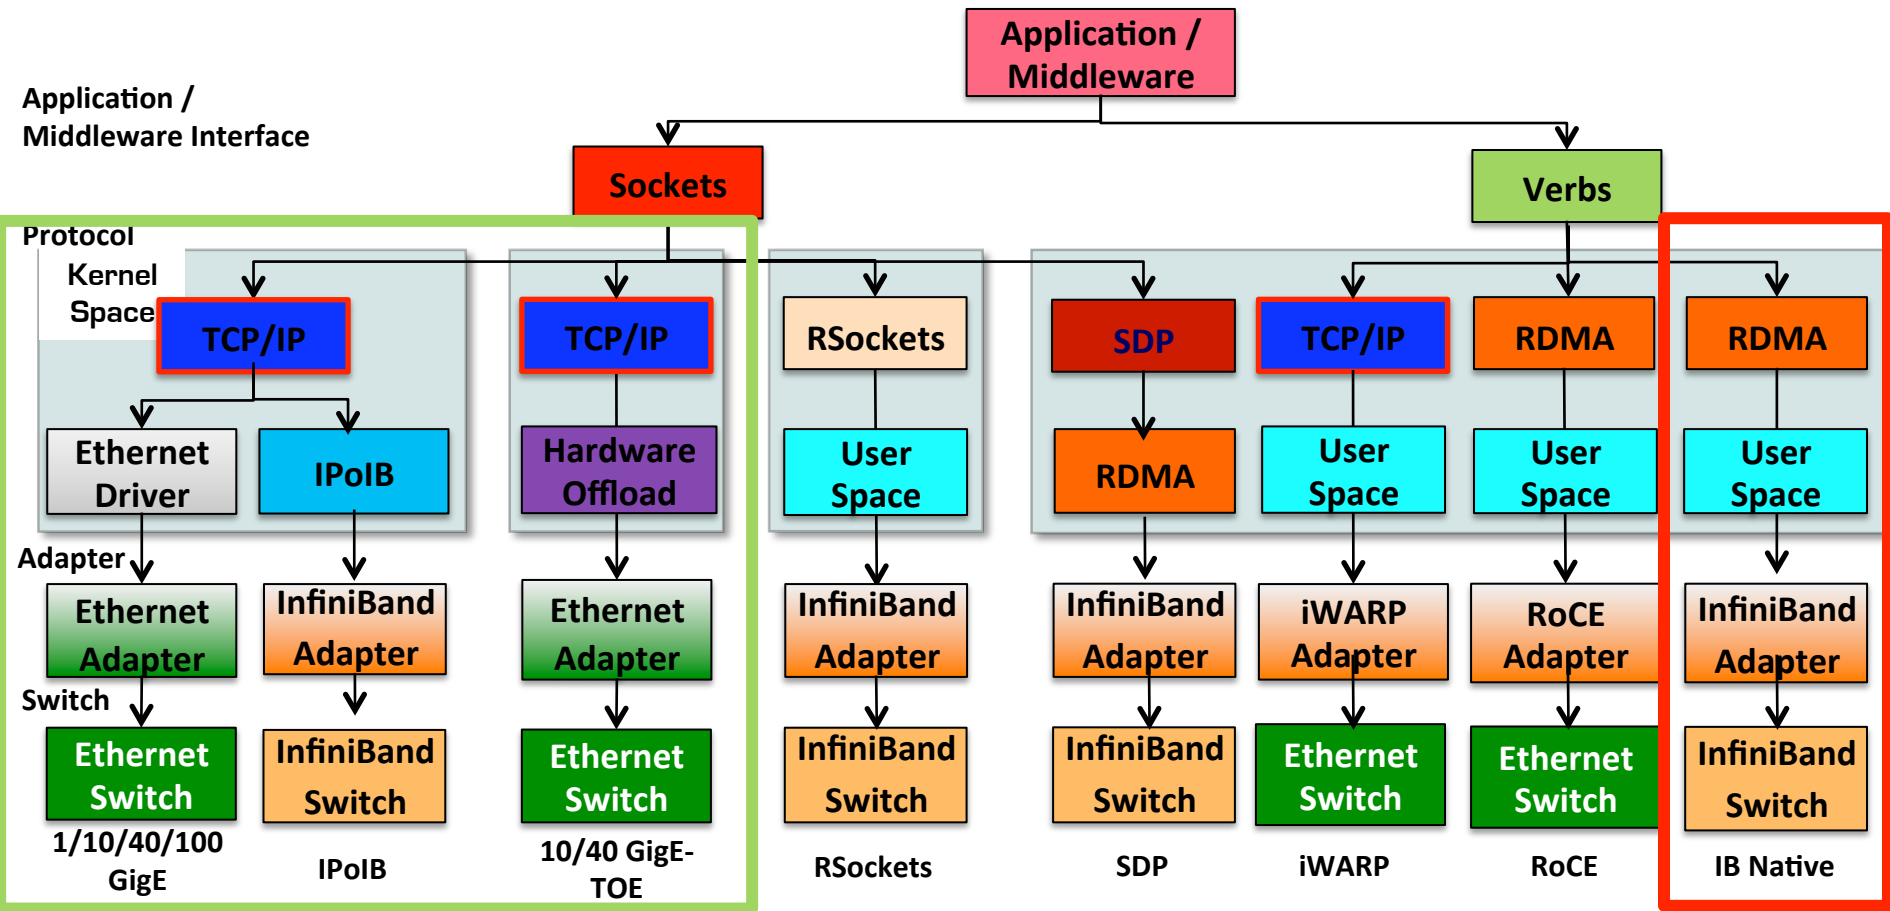 Application /
Middleware
Application /
Middleware Interface
Sockets
Verbs
Protocol
Kernel
Space
TCP/IP
TCP/IP
RSockets
SDP
TCP/IP
RDMA
RDMA
Ethernet
Driver
IPoIB
Hardware
Offload
User
Space
RDMA
User
Space
User
Space
User
Space
Adapter
Ethernet
Adapter
InfiniBand
Adapter
Ethernet
Adapter
InfiniBand
Adapter
InfiniBand
Adapter
iWARP
Adapter
RoCE
Adapter
InfiniBand
Adapter
Switch
Ethernet
Switch
InfiniBand
Switch
Ethernet
Switch
InfiniBand
Switch
InfiniBand
Switch
Ethernet
Switch
Ethernet
Switch
InfiniBand
Switch
1/10/40/100
GigE
IPoIB
10/40 GigE-
TOE
RSockets
SDP
iWARP
RoCE
IB Native